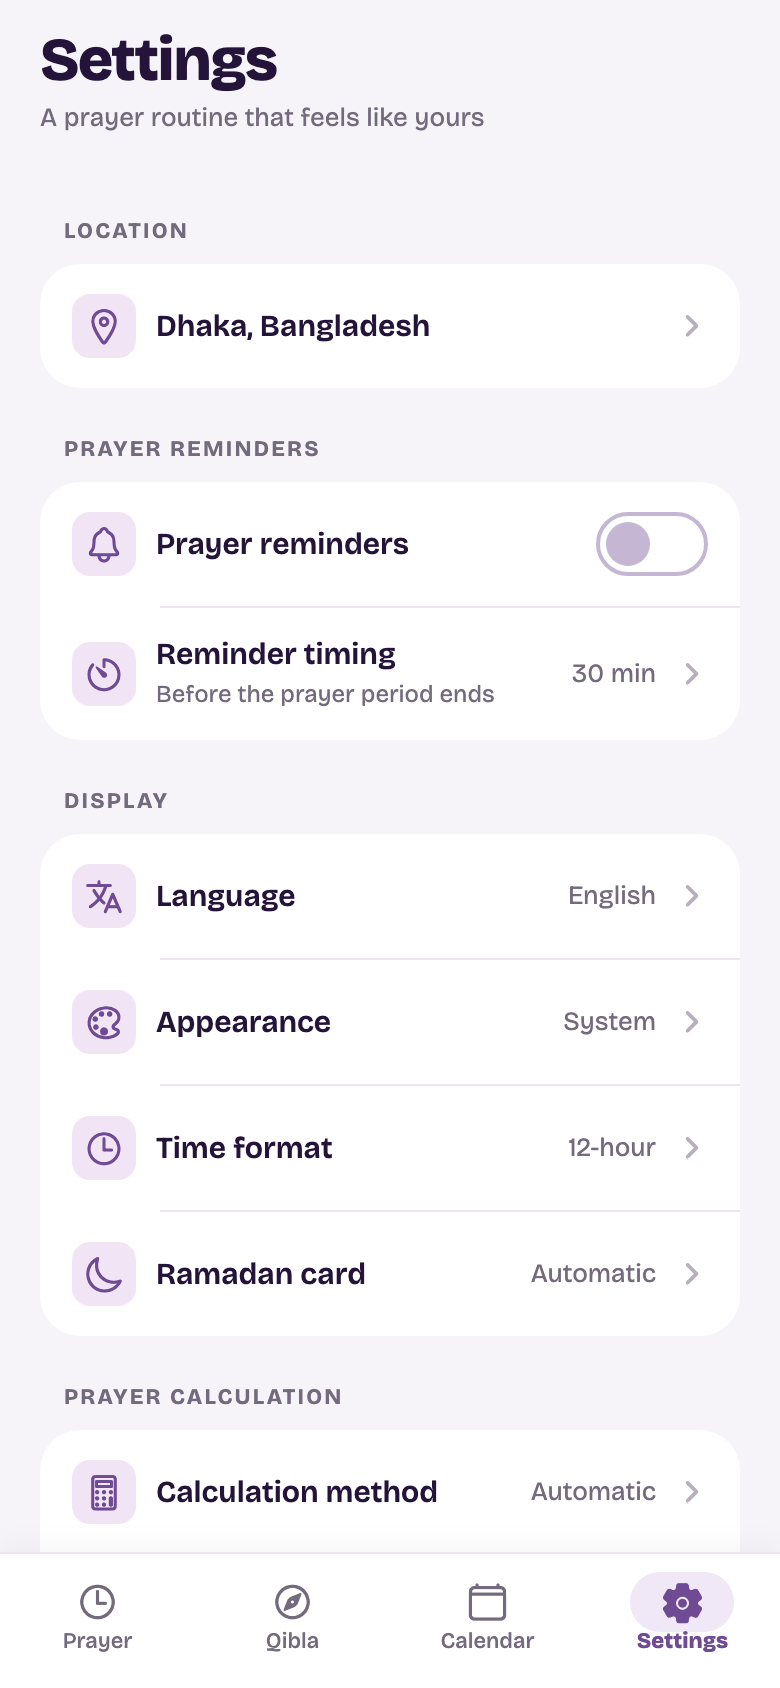 Settings
A prayer routine that feels like yours
LOCATION
Dhaka, Bangladesh
PRAYER REMINDERS
Prayer reminders
Reminder timing
Before the prayer period ends
30 min
DISPLAY
Language
English
Appearance
System
Time format
12-hour
Ramadan card
Automatic
PRAYER CALCULATION
Calculation method
Automatic
Prayer
Qibla
Calendar
Settings